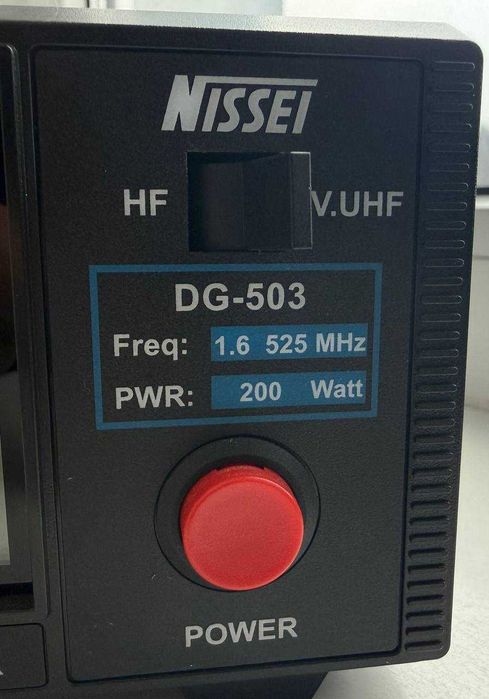 NISSEI
HF V.UHF
DG-503
Freq: 1.6 525 MHz
PWR: 200 Watt
POWER